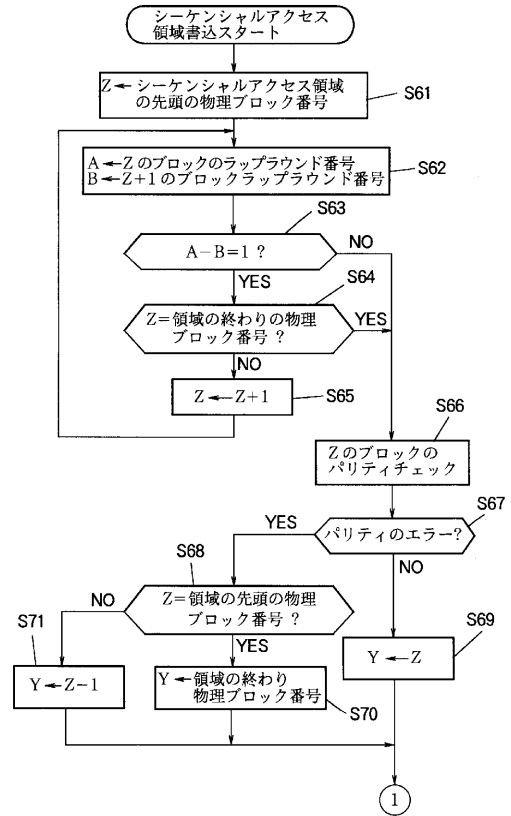 シーケンシャルアクセス
領域書込スタート
Z←シーケンシャルアクセス領域
の先頭の物理ブロック番号
S61
A←Zのブロックのラップラウンド番号
B←Z+1のブロックラップラウンド番号
S62
S63
A−B=1 ?
NO
YES
S64
Z=領域の終わりの物理
ブロック番号 ?
YES
NO
Z←Z+1
S65
S66
Zのブロックの
パリティチェック
S67
パリティのエラー?
YES
NO
S68
Z=領域の先頭の物理
ブロック番号 ?
NO
YES
S71
Y←Z−1
Y←領域の終わり
物理ブロック番号
S70
S69
Y←Z
1